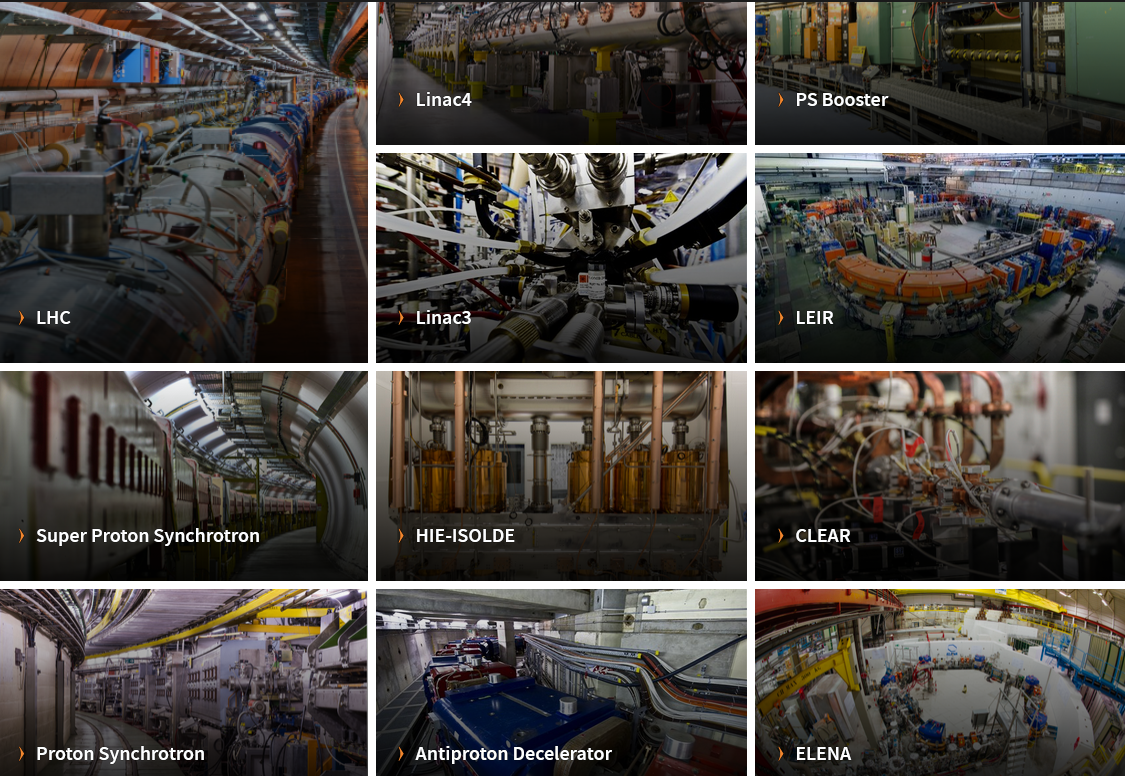 Linac4
PS Booster
LHC
Linac3
LEIR
Super Proton Synchrotron
HIE-ISOLDE
CLEAR
Proton Synchrotron
Antiproton Decelerator
ELENA